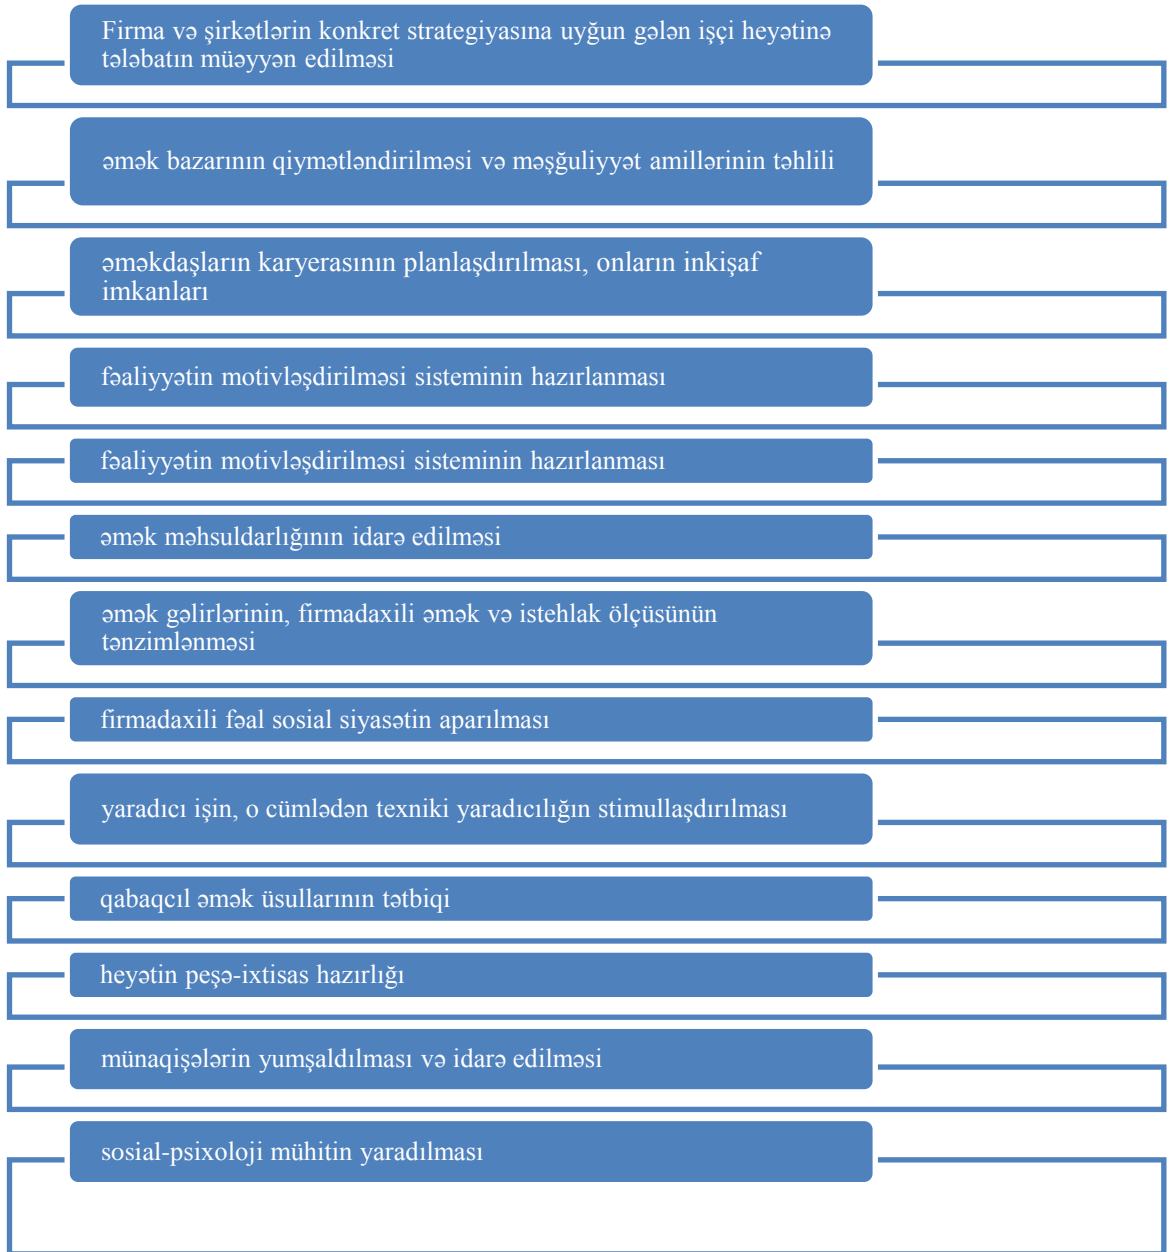 Firma və şirkətlərin konkret strategiyasına uyğun gələn işçi heyətinə
tələbatın müəyyən edilməsi
əmək bazarının qiymətləndirilməsi və məşğuliyyət amillərinin təhlili
əməkdaşların karyerasının planlaşdırılması, onların inkişaf
imkanları
fəaliyyətin motivləşdirilməsi sisteminin hazırlanması
fəaliyyətin motivləşdirilməsi sisteminin hazırlanması
əmək məhsuldarlığının idarə edilməsi
əmək gəlirlərinin, firmadaxili əmək və istehlak ölçüsünün
tənzimlənməsi
firmadaxili fəal sosial siyasətin aparılması
yaradıcı işin, o cümlədən texniki yaradıcılığın stimullaşdırılması
qabaqcıl əmək üsullarının tətbiqi
heyətin peşə-ixtisas hazırlığı
münaqişələrin yumşaldılması və idarə edilməsi
sosial-psixoloji mühitin yaradılması